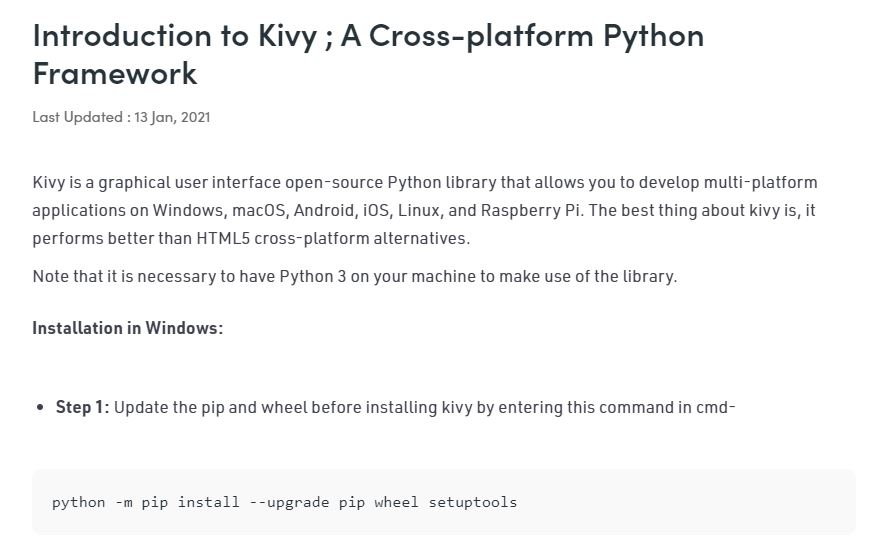 Introduction to Kivy ; A Cross-platform Python
Framework
Last Updated : 13 Jan, 2021
Kivy is a graphical user interface open-source Python library that allows you to develop multi-platform
applications on Windows, macOS, Android, iOS, Linux, and Raspberry Pi. The best thing about kivy is, it
performs better than HTML5 cross-platform alternatives.
Note that it is necessary to have Python 3 on your machine to make use of the library.
Installation in Windows:
• Step 1: Update the pip and wheel before installing kivy by entering this command in cmd-
python -m pip install --upgrade pip wheel setuptools